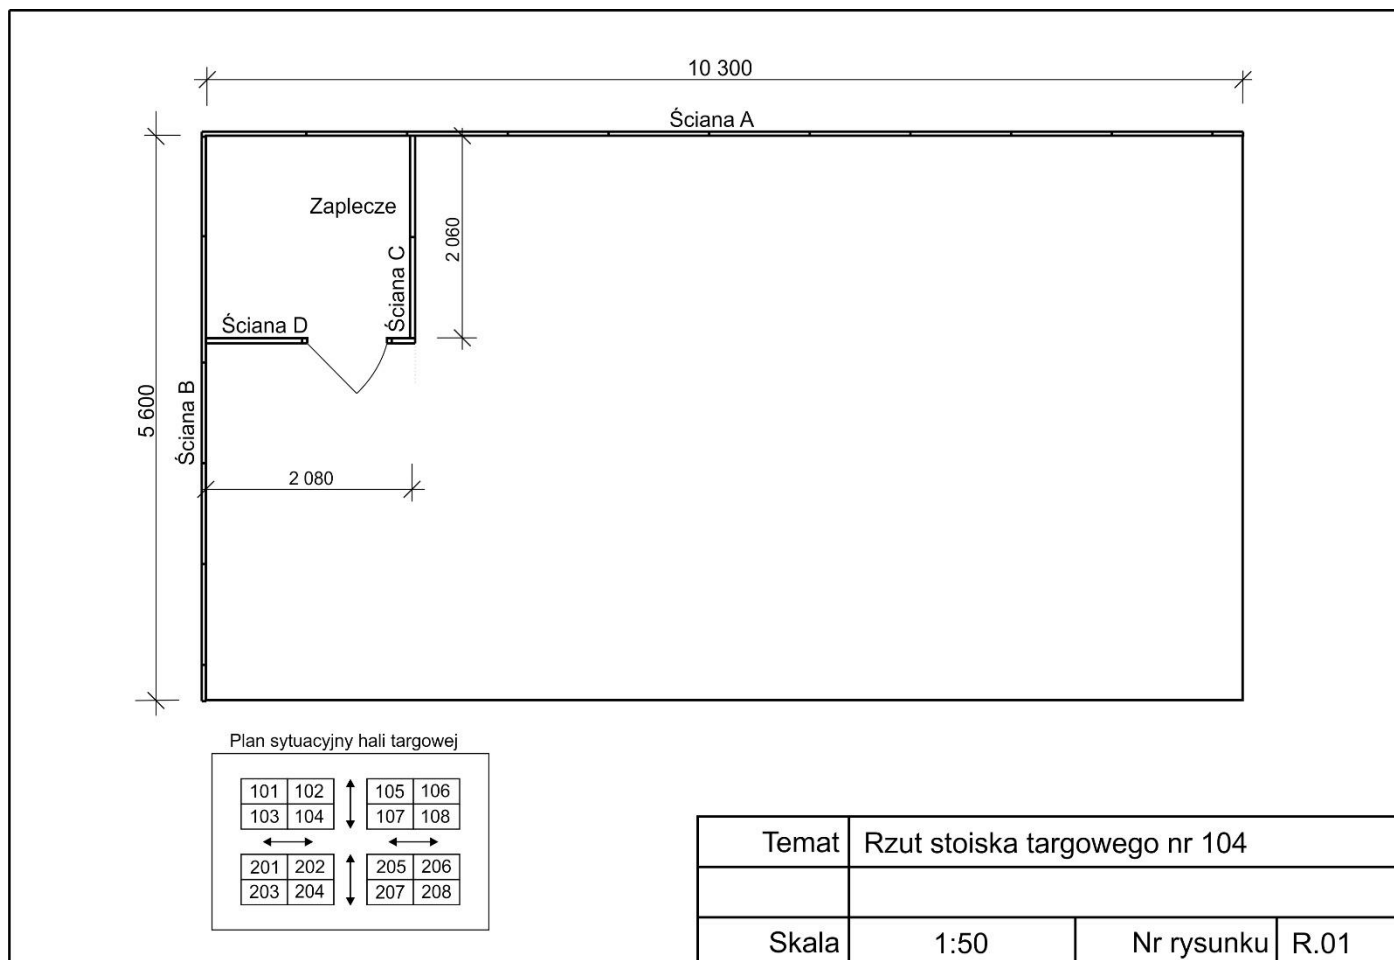 10 300
Ściana A
Zaplecze
2 060
Ściana C
Ściana D
5 600
Ściana B
2 080
Plan sytuacyjny hali targowej
101 102 105 106
103 104 107 108
201 202 205 206
203 204 207 208
Temat Rzut stoiska targowego nr 104
Skala 1:50 Nr rysunku R.01